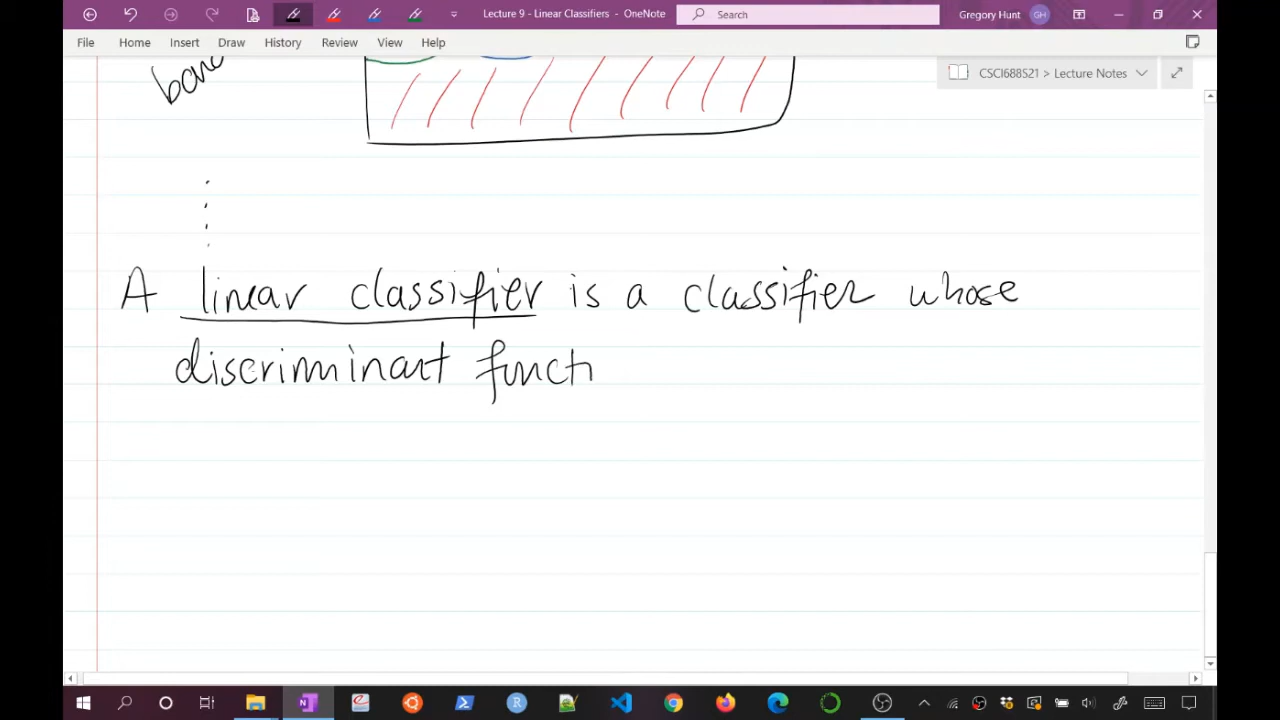 Lecture 9 - Linear Classifiers - OneNote
Search
Gregory Hunt
GH
File Home Insert Draw History Review View Help
CSCI688S21 > Lecture Notes
A linear classifier is a classifier whose
discriminant functi